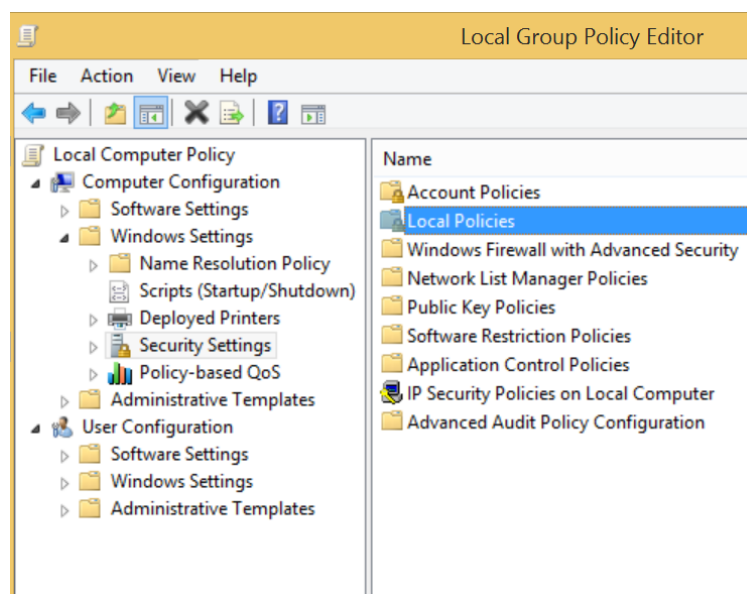 Local Group Policy Editor
File Action View Help
Local Computer Policy
Computer Configuration
Software Settings
Windows Settings
Name Resolution Policy
Scripts (Startup/Shutdown)
Deployed Printers
Security Settings
Policy-based QoS
Administrative Templates
User Configuration
Software Settings
Windows Settings
Administrative Templates
Name
Account Policies
Local Policies
Windows Firewall with Advanced Security
Network List Manager Policies
Public Key Policies
Software Restriction Policies
Application Control Policies
IP Security Policies on Local Computer
Advanced Audit Policy Configuration